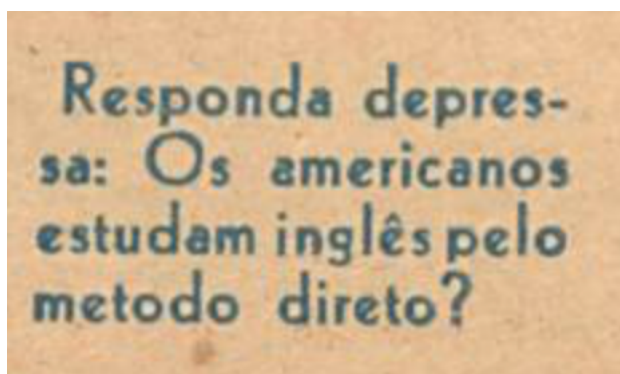 Responda depres-
sa: Os americanos
estudam inglês pelo
metodo direto?